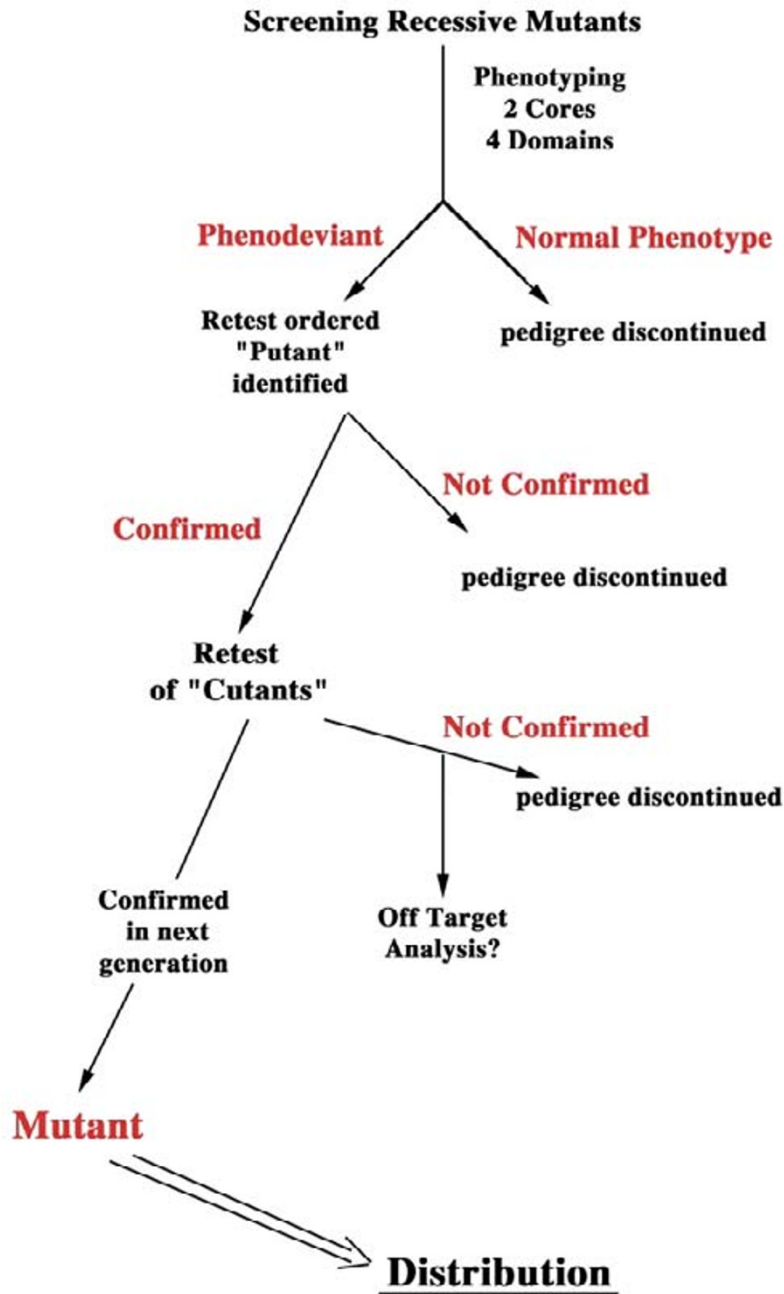 Screening Recessive Mutants
Phenotyping
2 Cores
4 Domains
Phenodeviant
Normal Phenotype
Retest ordered
"Putant"
identified
pedigree discontinued
Not Confirmed
Confirmed
pedigree discontinued
Retest
of "Cutants"
Not Confirmed
pedigree discontinued
Confirmed
in next
generation
Off Target
Analysis?
Mutant
Distribution